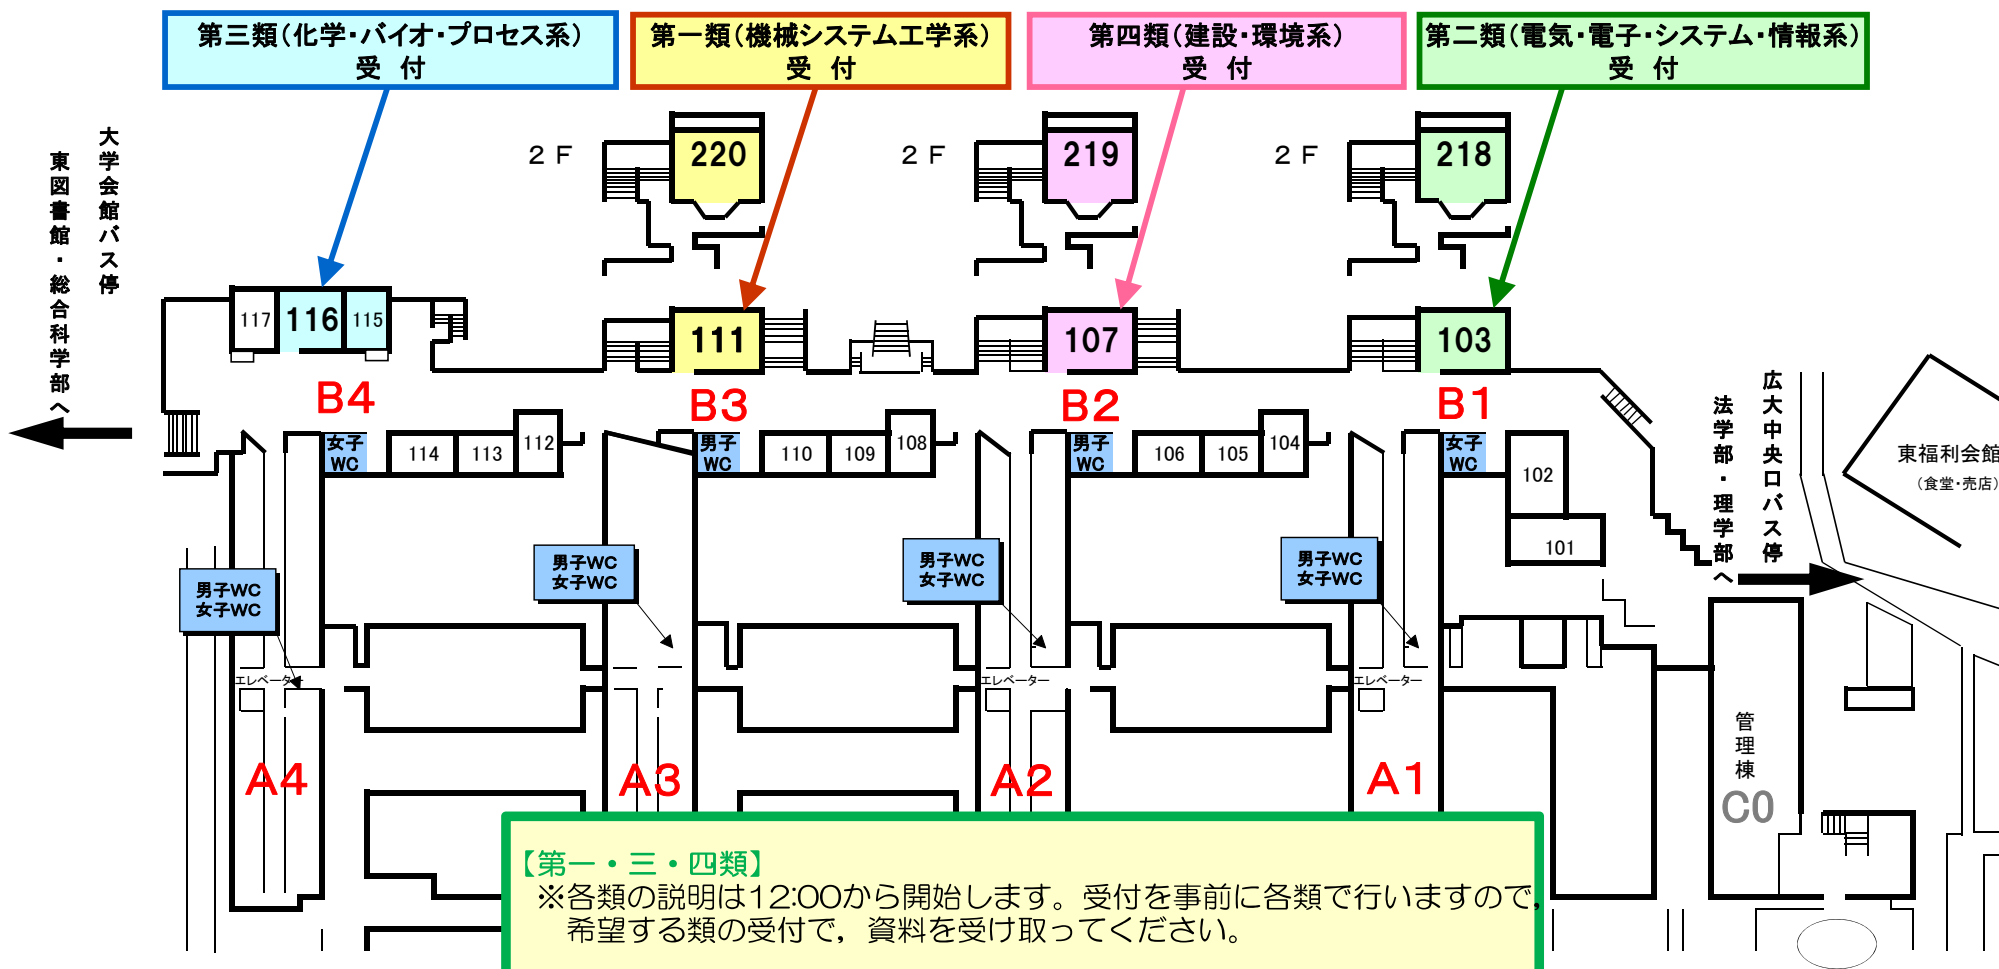 第三類(化学・バイオ・プロセス系)
受 付
第一類(機械システム工学系)
受 付
第四類(建設・環境系)
受 付
第二類(電気・電子・システム・情報系)
受 付
大学会館バス停
東図書館・総合科学部へ
２Ｆ
220
２Ｆ
219
２Ｆ
218
117
116
115
111
107
103
B4
B3
B2
B1
女子
WC
114
113
112
男子
WC
110
109
108
男子
WC
106
105
104
女子
WC
102
101
広大中央口バス停
法学部・理学部へ
東福利会館
(食堂・売店)
男子WC
女子WC
男子WC
女子WC
男子WC
女子WC
男子WC
女子WC
エレベーター
エレベーター
エレベーター
A4
A3
A2
A1
管理棟
C0
【第一・三・四類】
※各類の説明は12:00から開始します。受付を事前に各類で行いますので,
希望する類の受付で，資料を受け取ってください。